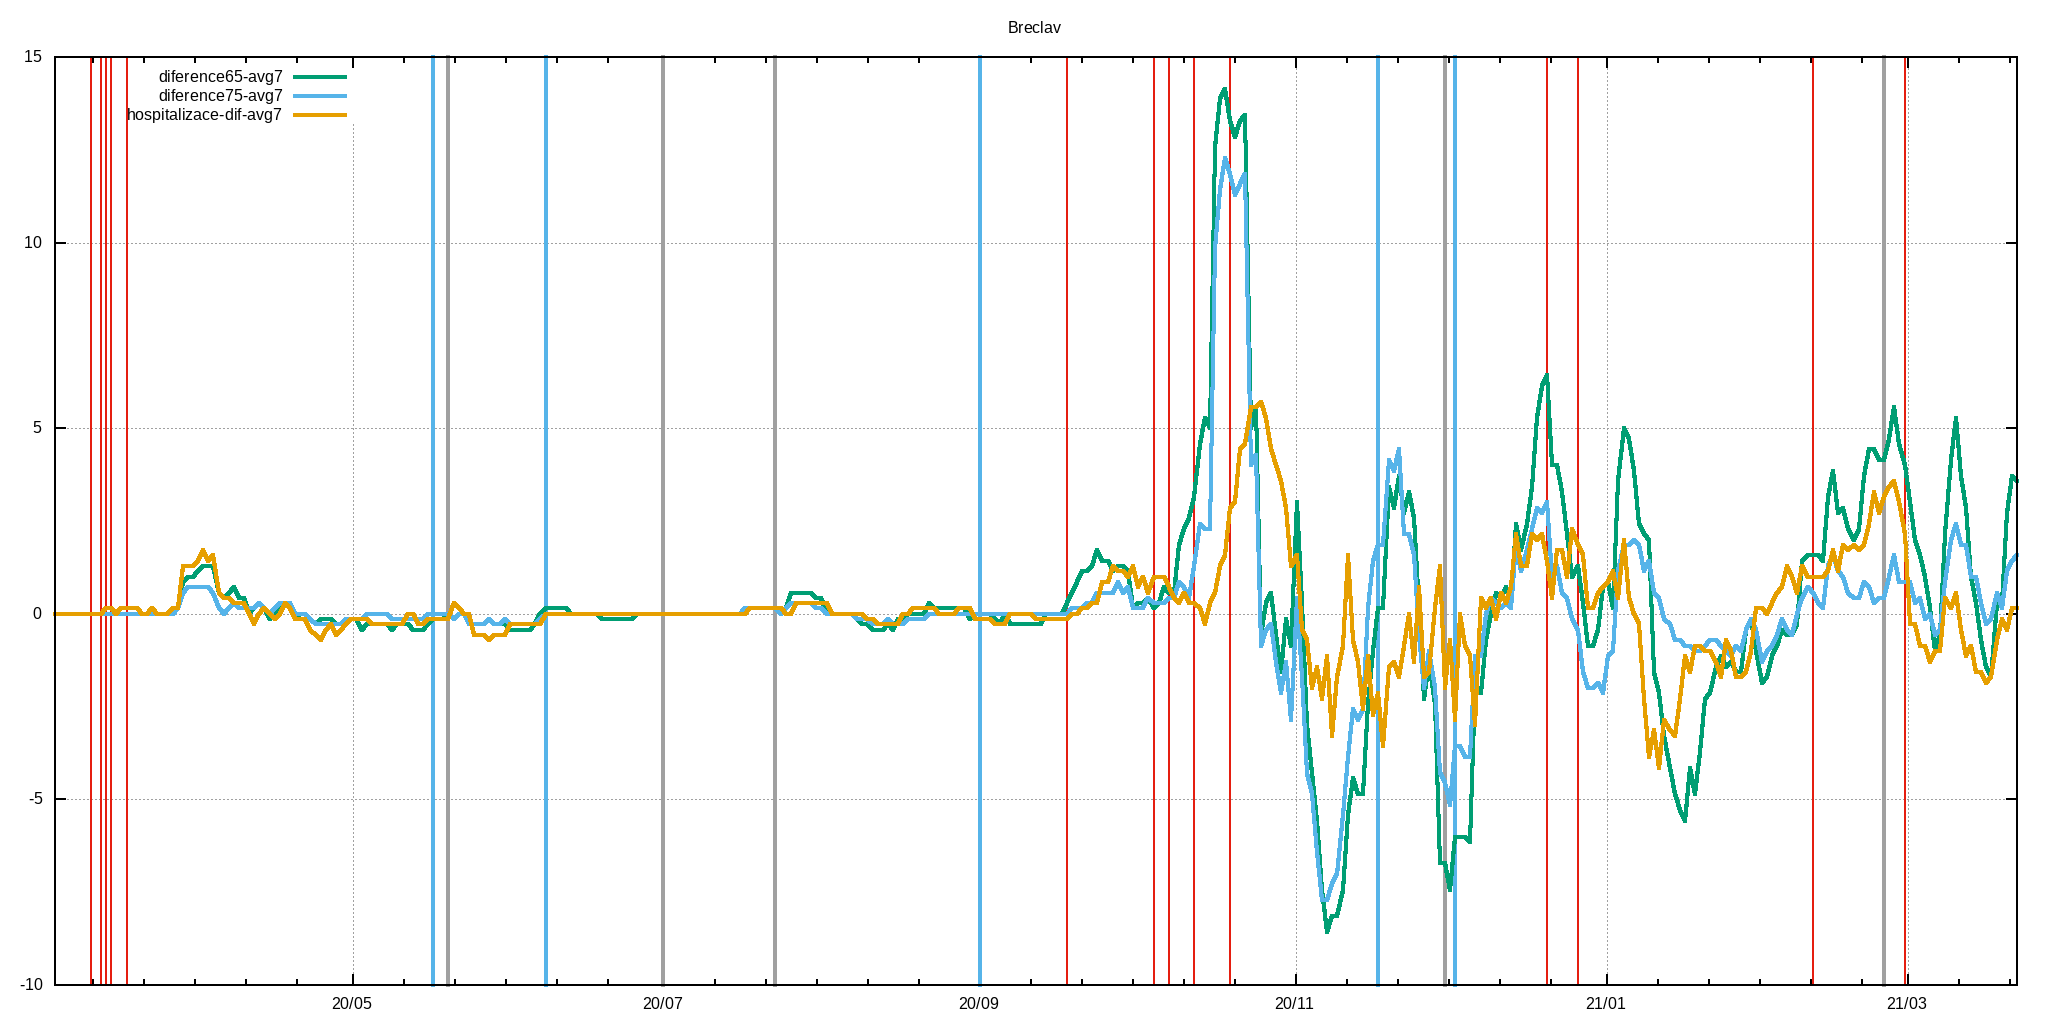 Breclav
diference65-avg7
diference75-avg7
hospitalizace-dif-avg7
15
10
5
0
-5
-10
20/05 20/07 20/09 20/11 21/01 21/03